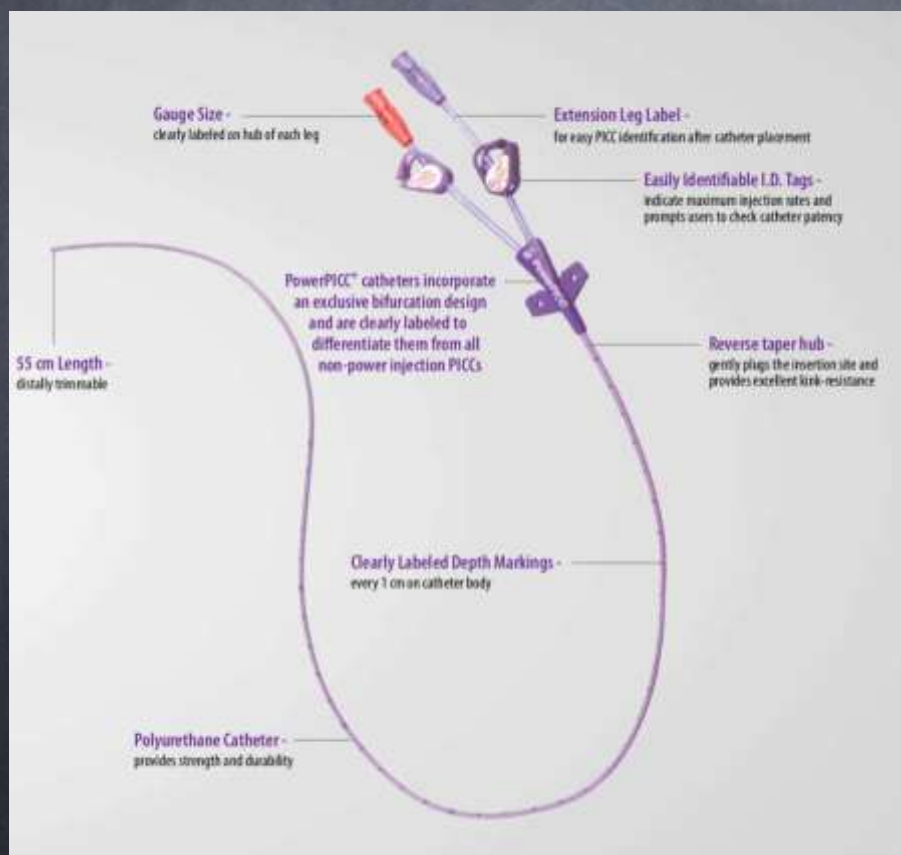 Gauge Size -
clearly labeled on hub of each leg
Extension Leg Label -
for easy PICC identification after catheter placement
Easily Identifiable I.D. Tags -
indicate maximum injection rates and
prompts users to check catheter patency
PowerPICC* catheters incorporate
an exclusive bifurcation design
and are clearly labeled to
differentiate them from all
non-power injection PICCs
55 cm Length -
distally trimmable
Reverse taper hub -
gently plugs the insertion site and
provides excellent kink-resistance
Clearly Labeled Depth Markings -
every 1 cm on catheter body
Polyurethane Catheter -
provides strength and durability